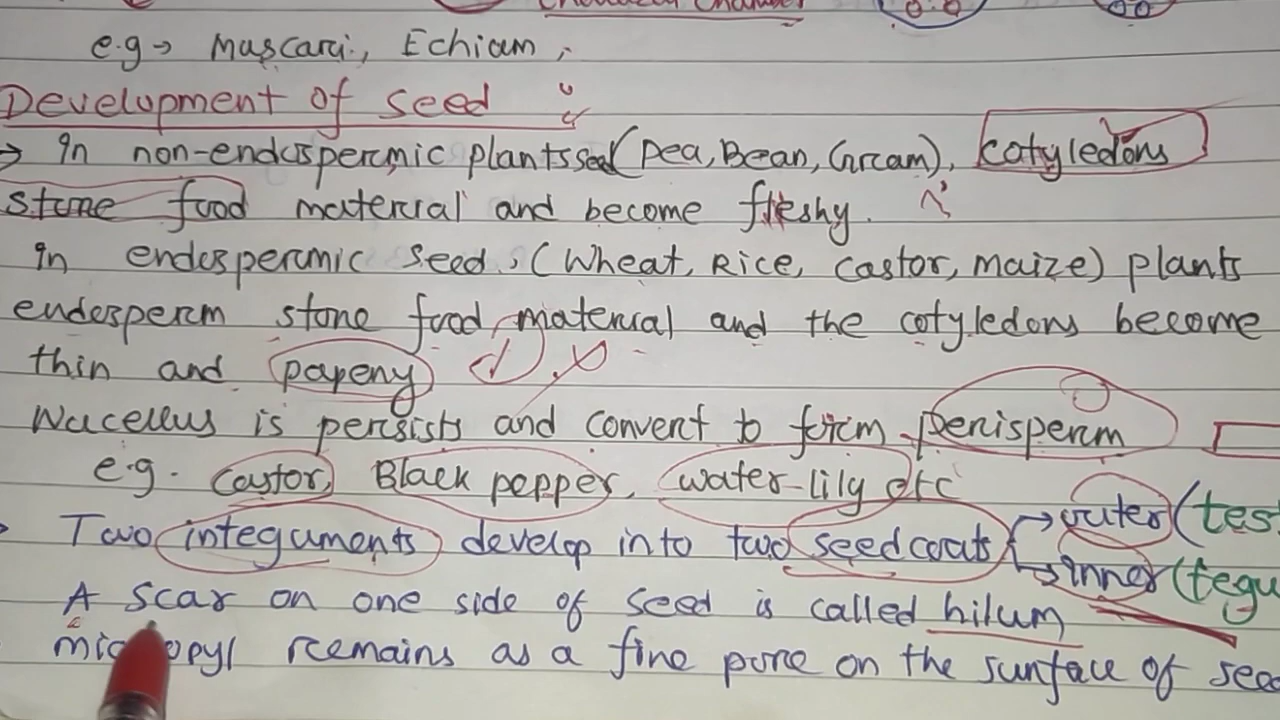 e.g → Muscari, Echium,
Development of seed
→ In non-endospermic plants seed (Pea, Bean, Gram), cotyledons
store food material and become fleshy.
In endospermic seed, (Wheat, Rice, castor, maize) plants
endosperm store food material and the cotyledons become
thin and papery
Nucellus is persists and convert to form perisperm
e.g. castor, Black pepper, water-lily etc
Two integuments develop into two seed coats → outer (tes
→ inner (tegu
A scar on one side of seed is called hilum
remains as a fine pore on the surface of seed